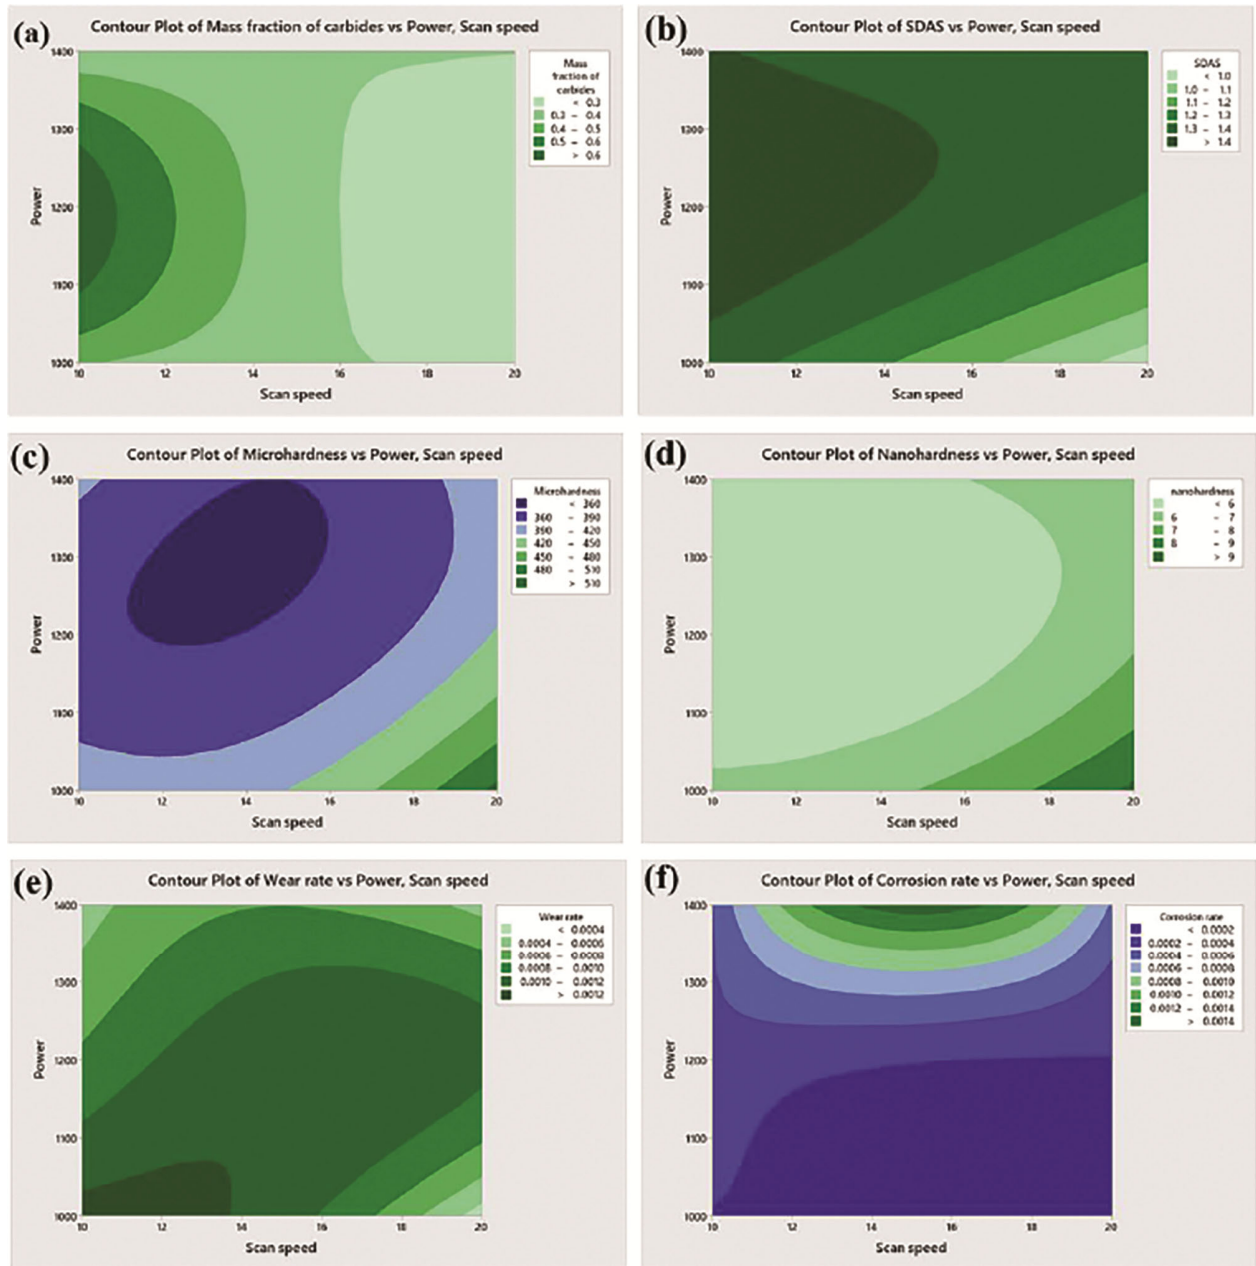 (a)
Contour Plot of Mass fraction of carbides vs Power, Scan speed
1400
1300
1200
1100
1000
Power
10 12 14 16 18 20
Scan speed
Mass
fraction of
carbides
< 0.3
0.3 – 0.4
0.4 – 0.5
0.5 – 0.6
> 0.6
(b)
Contour Plot of SDAS vs Power, Scan speed
1400
1300
1200
1100
1000
Power
10 12 14 16 18 20
Scan speed
SDAS
< 1.0
1.0 – 1.1
1.1 – 1.2
1.2 – 1.3
1.3 – 1.4
> 1.4
(c)
Contour Plot of Microhardness vs Power, Scan speed
1400
1300
1200
1100
1000
Power
10 12 14 16 18 20
Scan speed
Microhardness
< 360
360 – 390
390 – 420
420 – 450
450 – 480
480 – 510
> 510
(d)
Contour Plot of Nanohardness vs Power, Scan speed
1400
1300
1200
1100
1000
Power
10 12 14 16 18 20
Scan speed
nanohardness
< 6
6 – 7
7 – 8
8 – 9
> 9
(e)
Contour Plot of Wear rate vs Power, Scan speed
1400
1300
1200
1100
1000
Power
10 12 14 16 18 20
Scan speed
Wear rate
< 0.0004
0.0004 – 0.0006
0.0006 – 0.0008
0.0008 – 0.0010
0.0010 – 0.0012
> 0.0012
(f)
Contour Plot of Corrosion rate vs Power, Scan speed
1400
1300
1200
1100
1000
Power
10 12 14 16 18 20
Scan speed
Corrosion rate
< 0.0002
0.0002 – 0.0004
0.0004 – 0.0006
0.0006 – 0.0008
0.0008 – 0.0010
0.0010 – 0.0012
0.0012 – 0.0014
> 0.0014